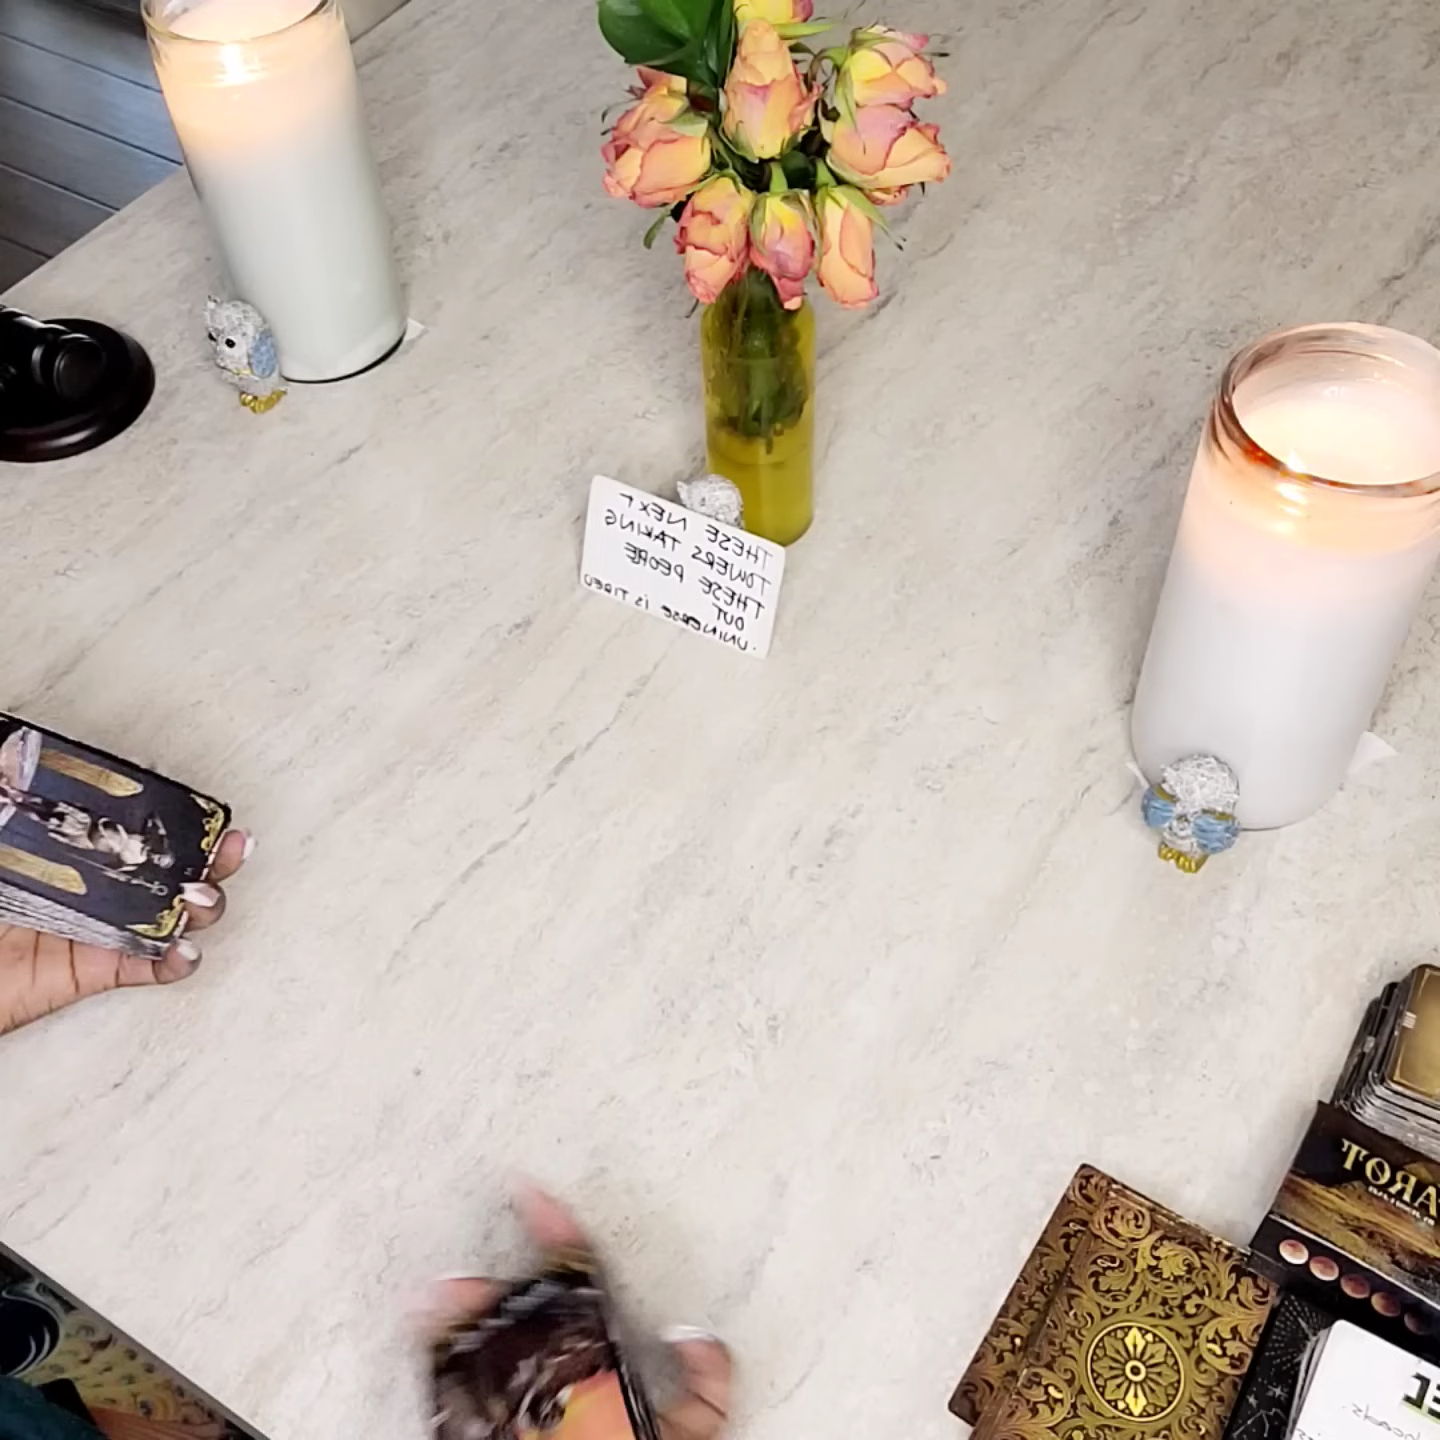 THESE NEXT
TOWERS TAKING
THESE PEOPLE
OUT
UNIVERSE IS TIRED
TAROT